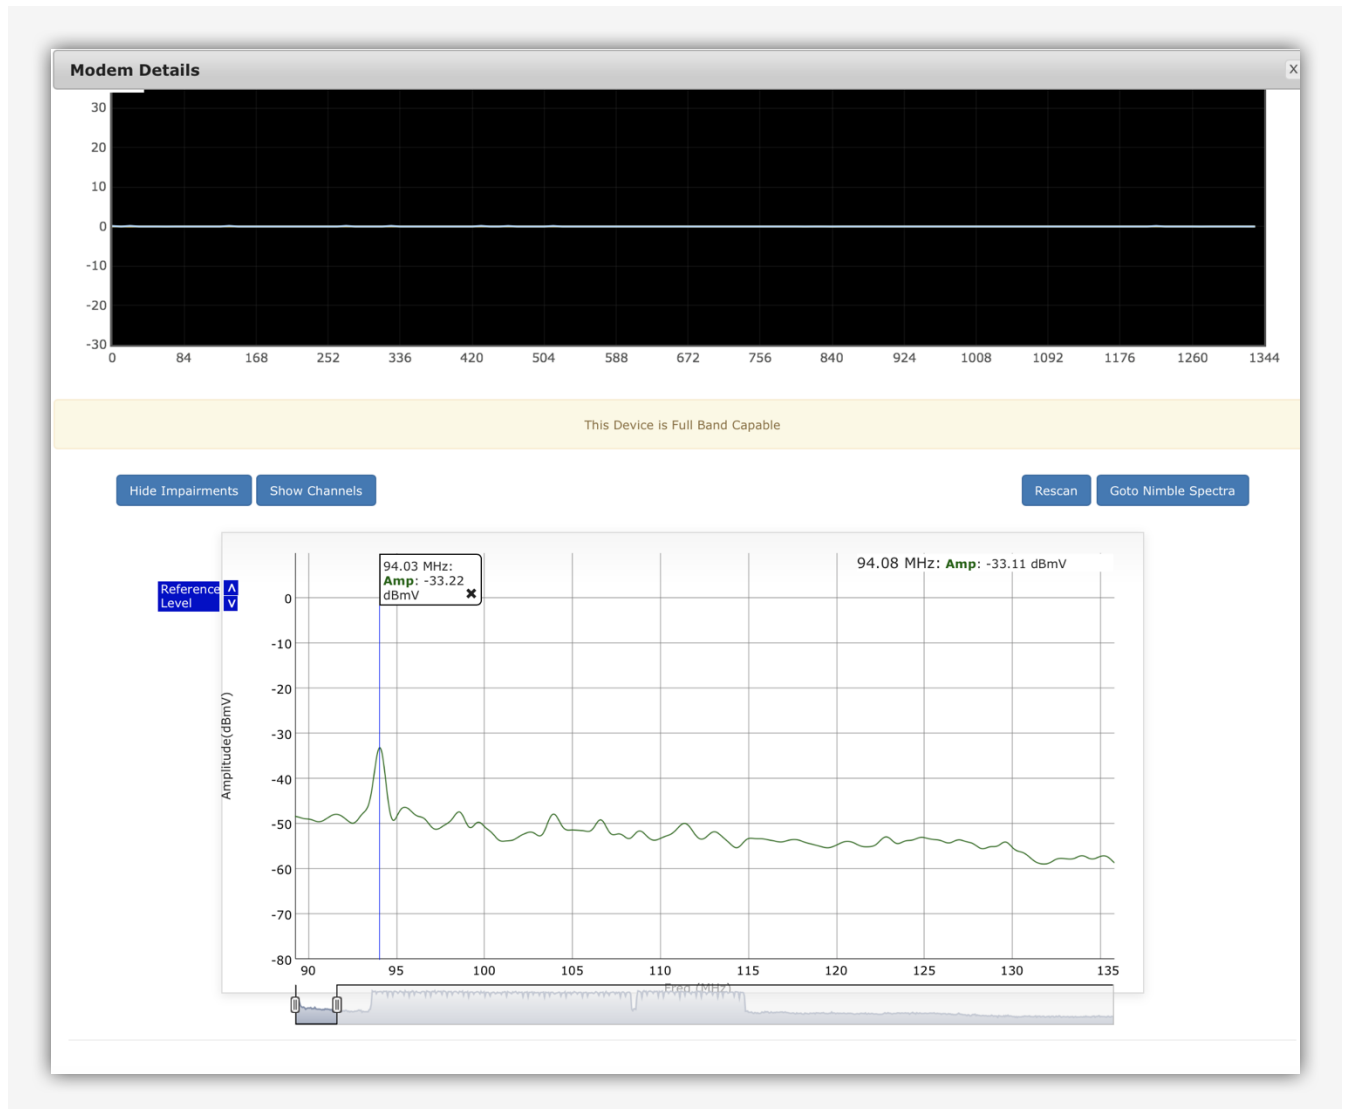 Modem Details
X
30
20
10
0
-10
-20
-30
0 84 168 252 336 420 504 588 672 756 840 924 1008 1092 1176 1260 1344
This Device is Full Band Capable
Hide Impairments Show Channels Rescan Goto Nimble Spectra
94.03 MHz:
Amp: -33.22
dBmV ✖
94.08 MHz: Amp: -33.11 dBmV
Reference
Level
Λ
V
0
-10
-20
-30
-40
-50
-60
-70
-80
Amplitude(dBmV)
90 95 100 105 110 115 120 125 130 135
Freq (MHz)